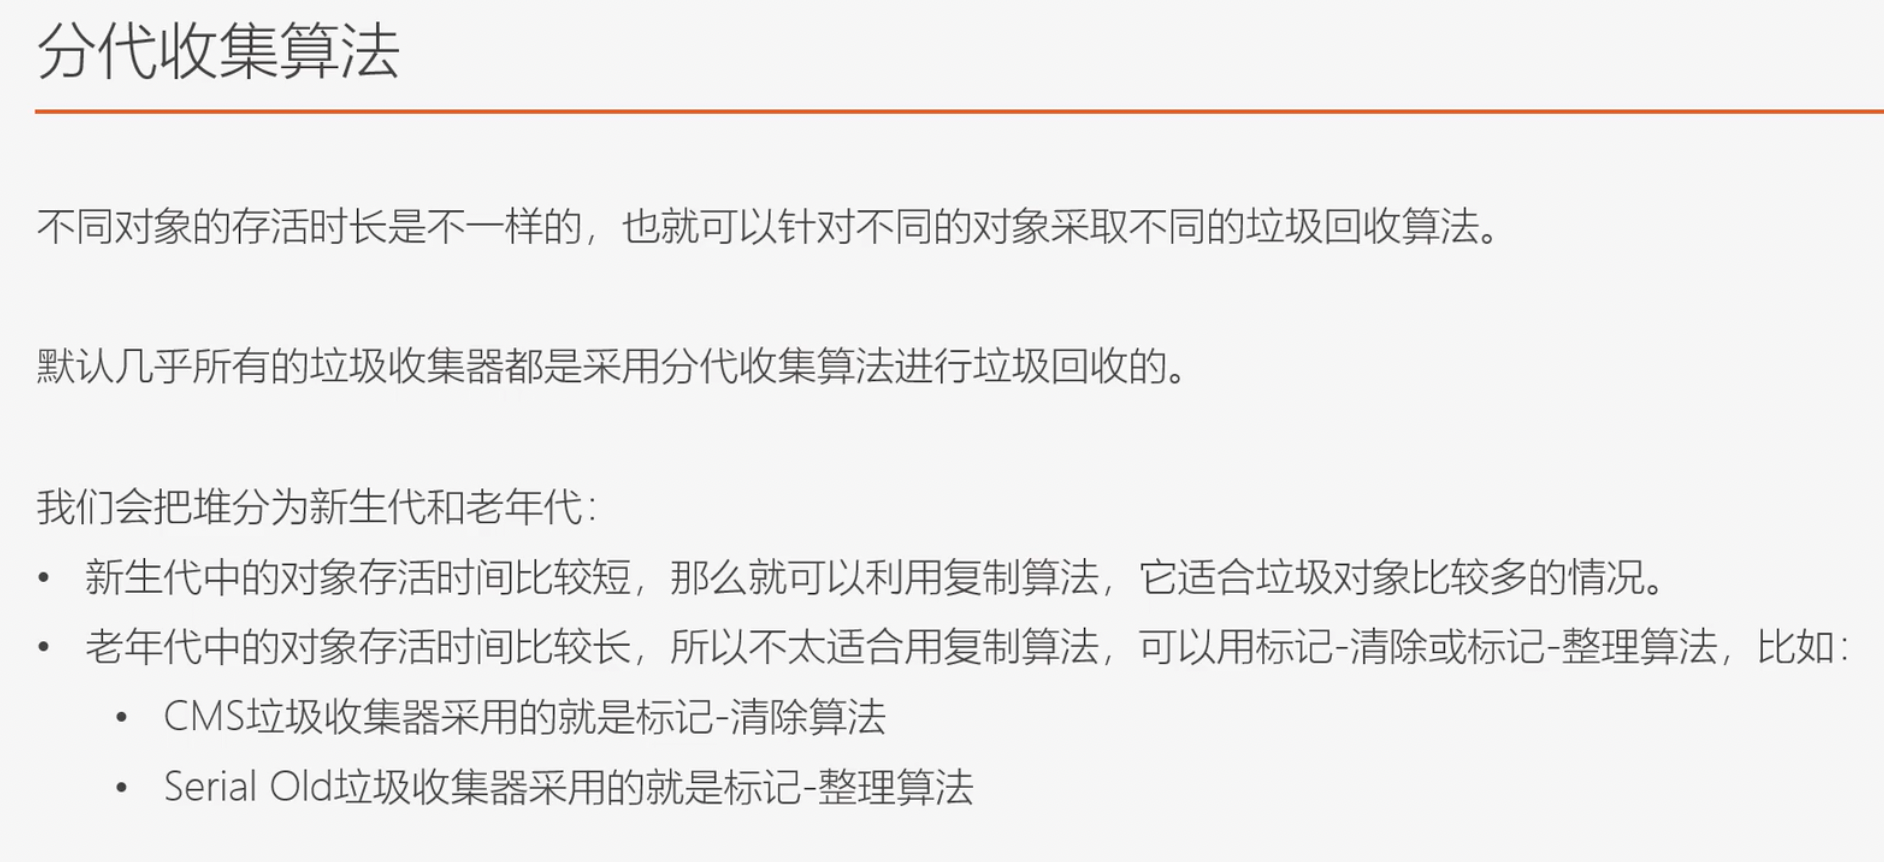 分代收集算法
不同对象的存活时长是不一样的，也就可以针对不同的对象采取不同的垃圾回收算法。
默认几乎所有的垃圾收集器都是采用分代收集算法进行垃圾回收的。
我们会把堆分为新生代和老年代：
• 新生代中的对象存活时间比较短，那么就可以利用复制算法，它适合垃圾对象比较多的情况。
• 老年代中的对象存活时间比较长，所以不太适合用复制算法，可以用标记-清除或标记-整理算法，比如：
• CMS垃圾收集器采用的就是标记-清除算法
• Serial Old垃圾收集器采用的就是标记-整理算法